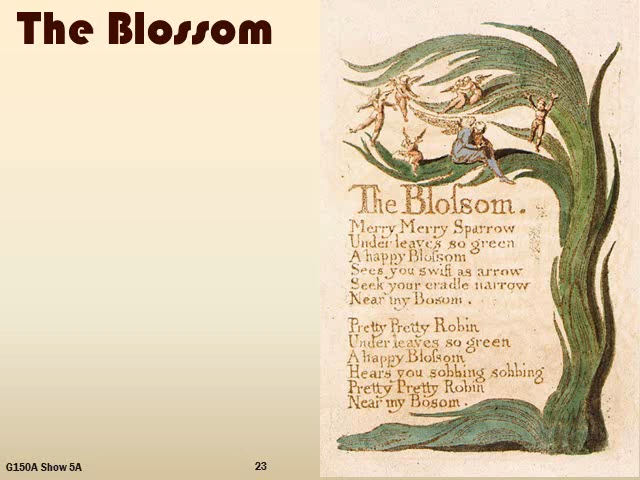 The Blossom
The Bloſsom.
Merry Merry Sparrow
Under leaves so green
A happy Bloſsom
Sees you swift as arrow
Seek your cradle narrow
Near my Bosom.
Pretty Pretty Robin
Under leaves so green
A happy Bloſsom
Hears you sobbing sobbing
Pretty Pretty Robin
Near my Bosom.
G150A Show 5A
23